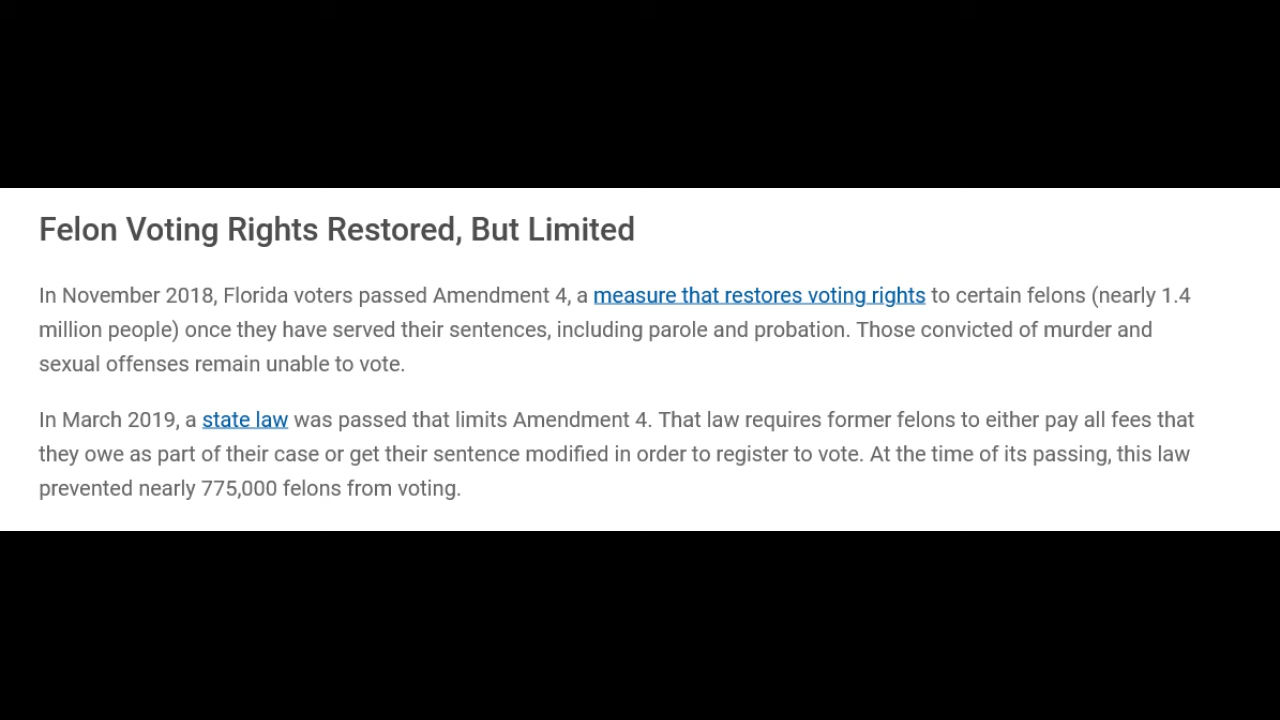 Felon Voting Rights Restored, But Limited
In November 2018, Florida voters passed Amendment 4, a measure that restores voting rights to certain felons (nearly 1.4
million people) once they have served their sentences, including parole and probation. Those convicted of murder and
sexual offenses remain unable to vote.
In March 2019, a state law was passed that limits Amendment 4. That law requires former felons to either pay all fees that
they owe as part of their case or get their sentence modified in order to register to vote. At the time of its passing, this law
prevented nearly 775,000 felons from voting.